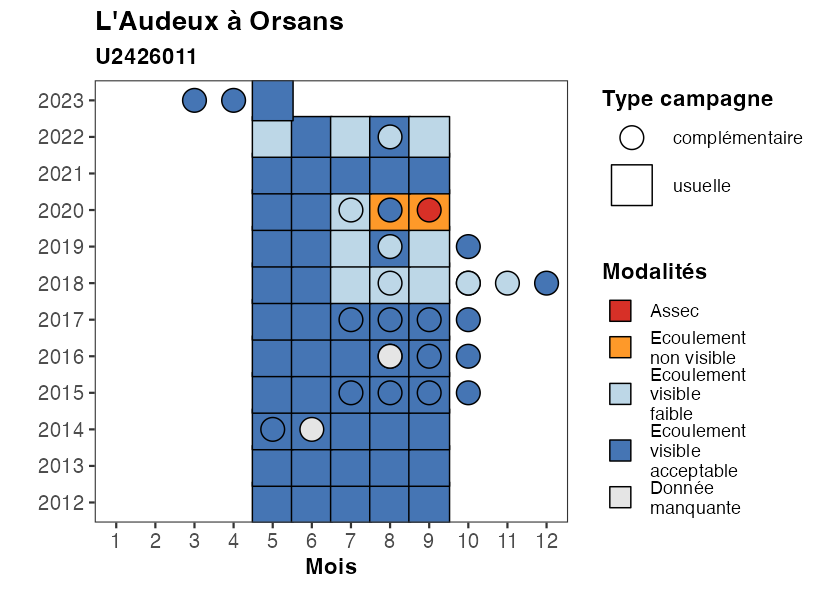 L'Audeux à Orsans
U2426011
2023
2022
2021
2020
2019
2018
2017
2016
2015
2014
2013
2012
1 2 3 4 5 6 7 8 9 10 11 12
Mois
Type campagne
complémentaire
usuelle
Modalités
Assec
Ecoulement
non visible
Ecoulement
visible
faible
Ecoulement
visible
acceptable
Donnée
manquante